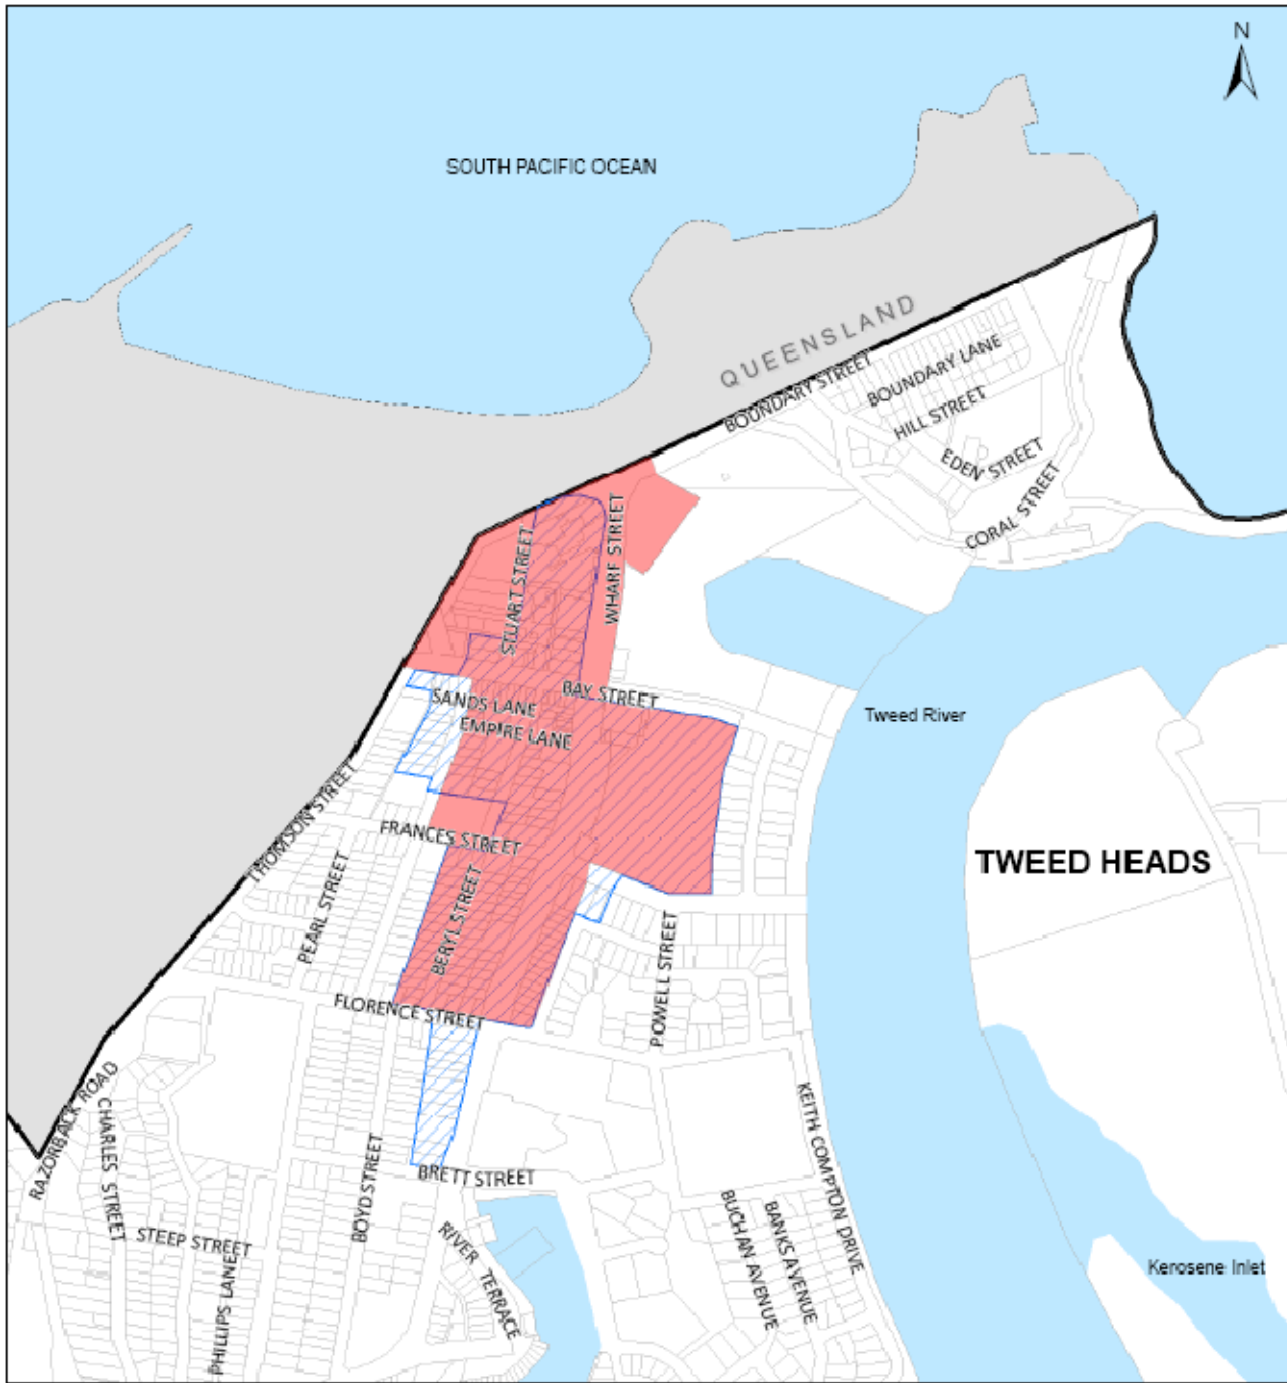 N
SOUTH PACIFIC OCEAN
QUEENSLAND
BOUNDARY STREET
BOUNDARY LANE
HILL STREET
EDEN STREET
CORAL STREET
WHARF STREET
STUART STREET
BAY STREET
SANDS LANE
EMPIRE LANE
Tweed River
THOMSON STREET
FRANCES STREET
TWEED HEADS
PEARL STREET
BERYL STREET
POWELL STREET
FLORENCE STREET
RAZORBACK ROAD
CHARLES STREET
KEITH COMPTON DRIVE
BOYD STREET
BRETT STREET
STEEP STREET
PHILLIPS LANE
RIVER TERRACE
BUCHAN AVENUE
BANKS AVENUE
Kerosene Inlet